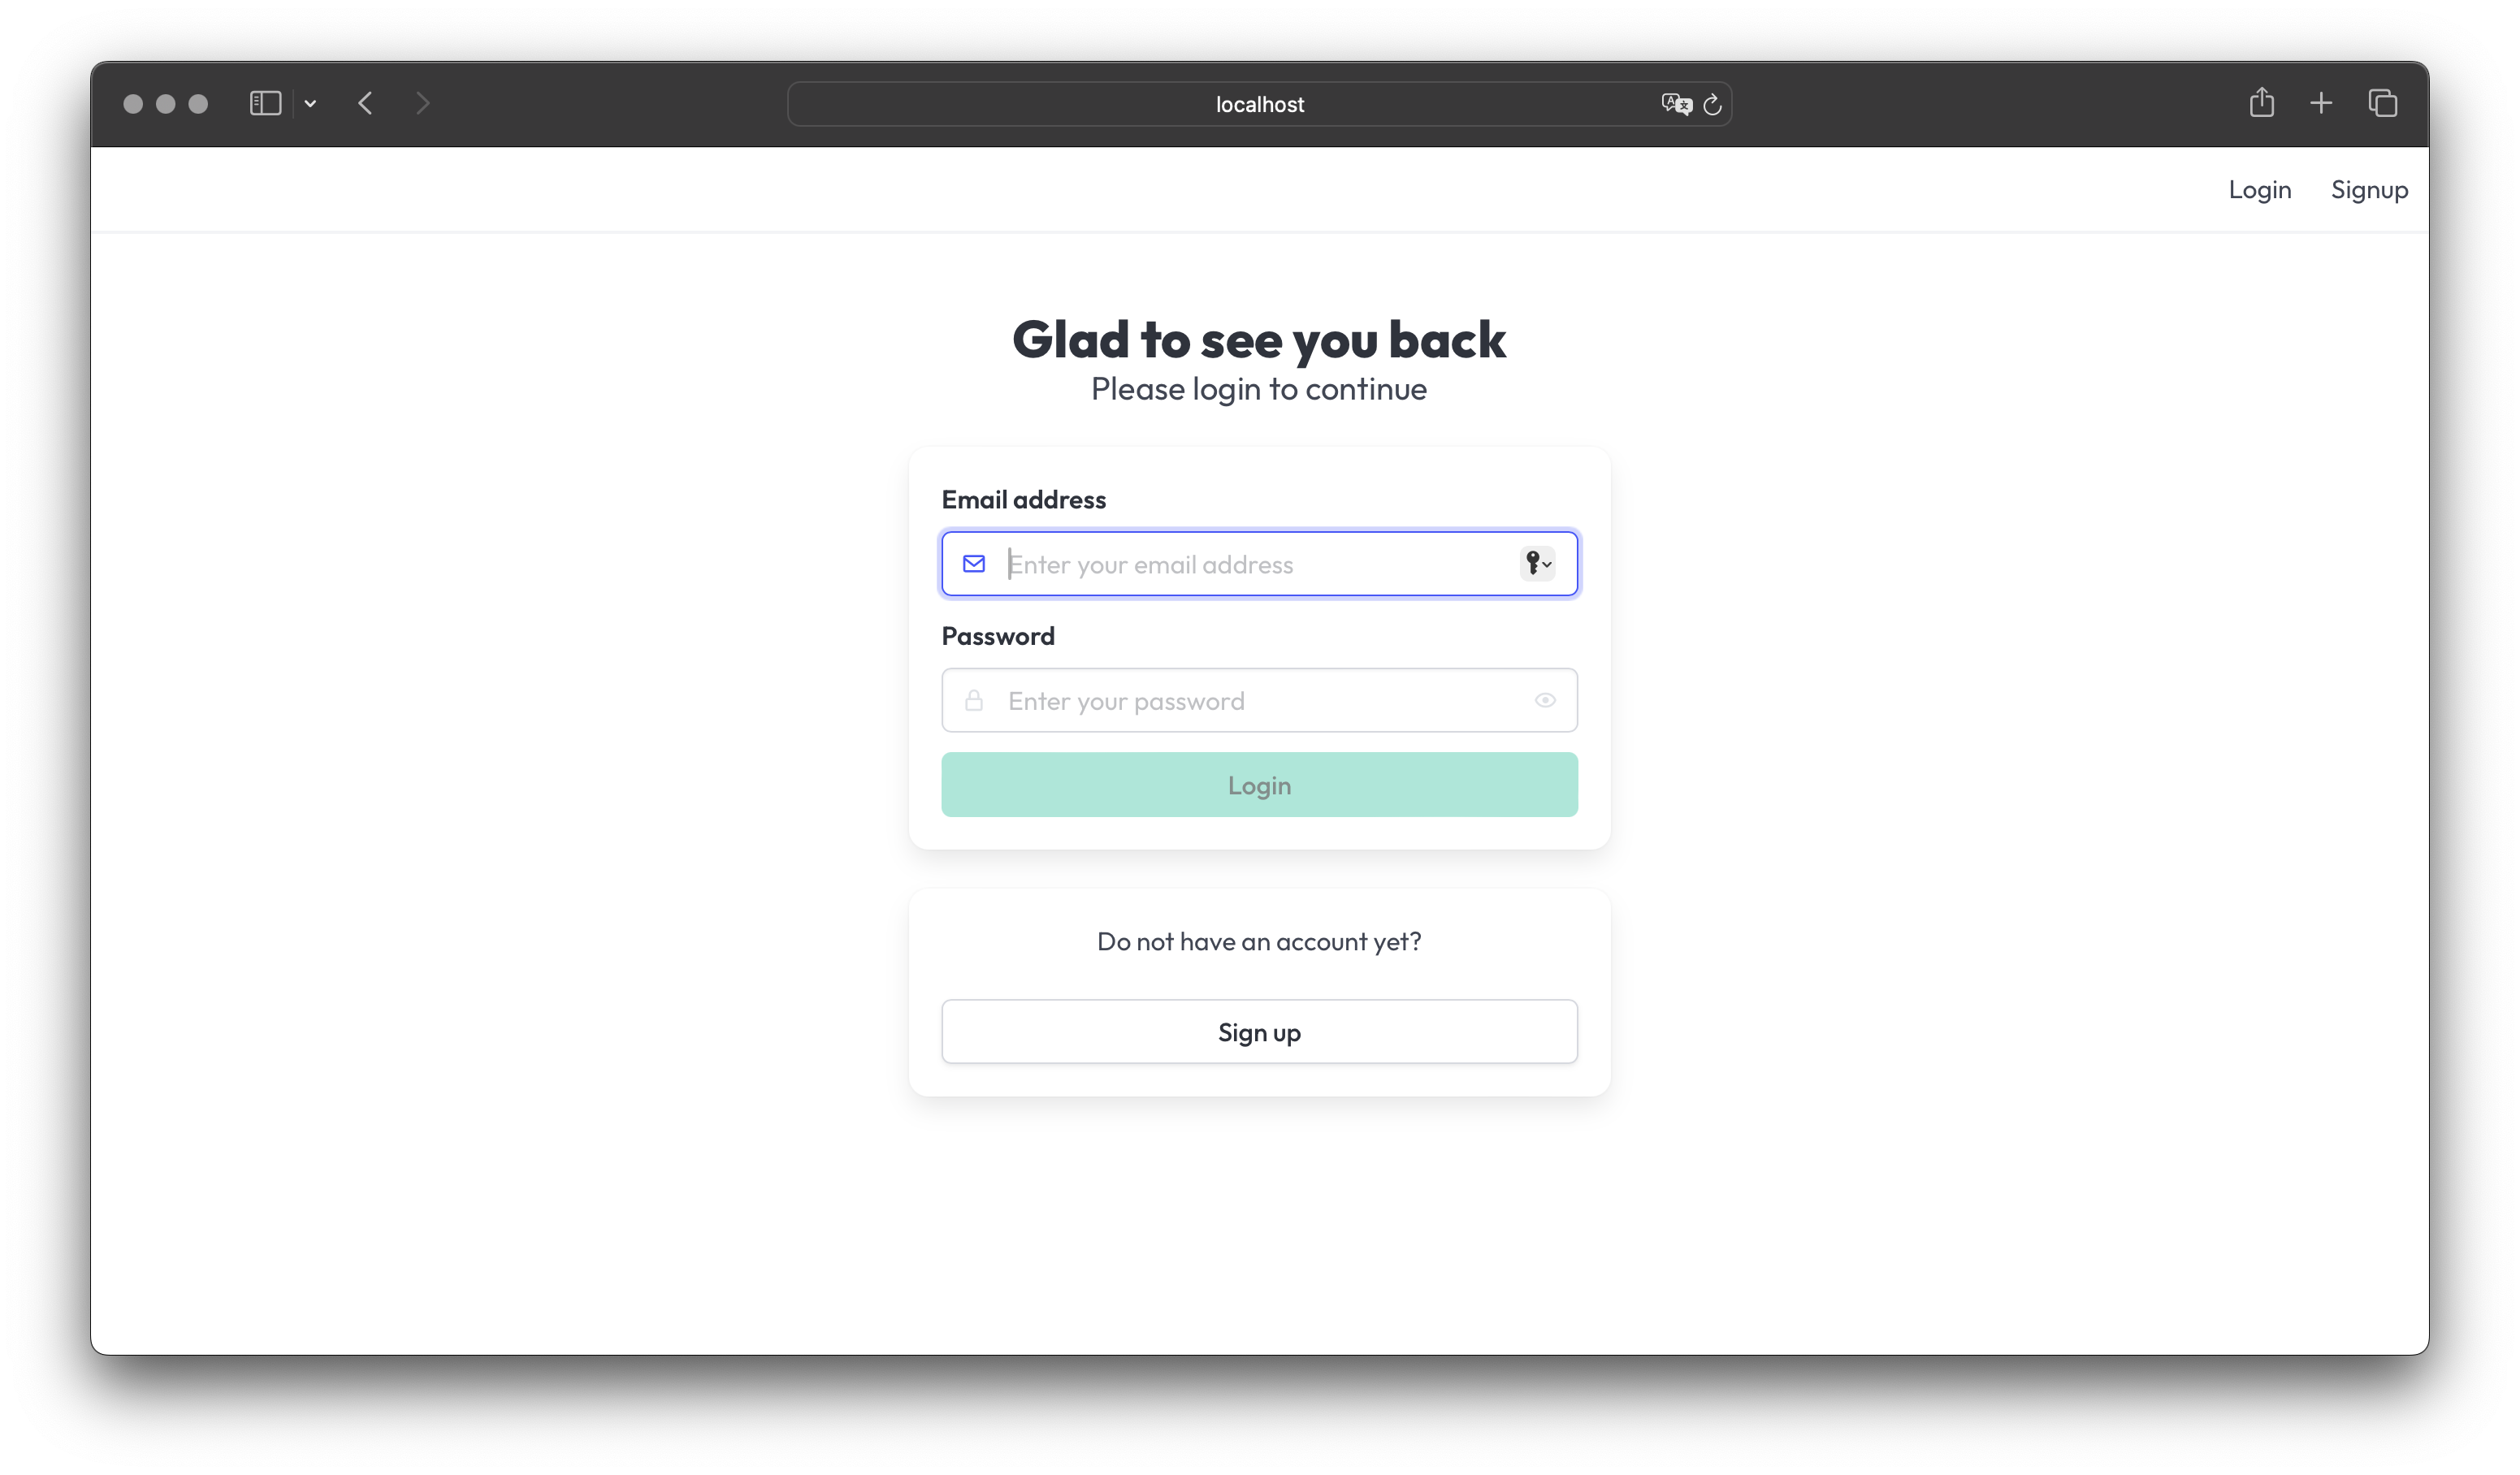 localhost
Login Signup
Glad to see you back
Please login to continue
Email address
Enter your email address
Password
Enter your password
Login
Do not have an account yet?
Sign up